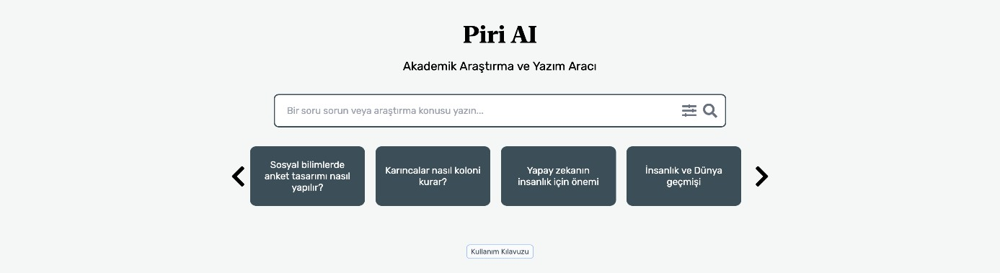 Piri AI
Akademik Araştırma ve Yazım Aracı
Bir soru sorun veya araştırma konusu yazın...
Sosyal bilimlerde
anket tasarımı nasıl
yapılır?
Karıncalar nasıl koloni
kurar?
Yapay zekanın
insanlık için önemi
İnsanlık ve Dünya
geçmişi
Kullanım Kılavuzu